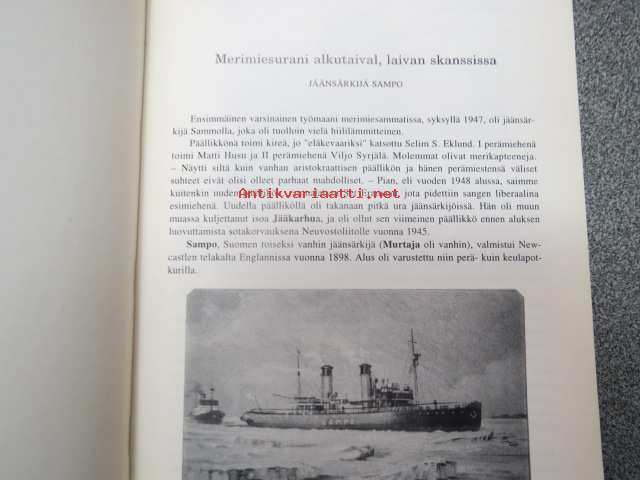 Merimiesurani alkutaival, laivan skanssissa
JÄÄNSÄRKIJÄ SAMPO
Ensimmäinen varsinainen työmaani merimiesammatissa, syksyllä 1947, oli jäänsär-
kijä Sammolla, joka oli tuolloin vielä hiililämmitteinen.
Päällikkönä toimi kireä, jo "eläkevaariksi" katsottu Selim S. Eklund. I perämiehenä
toimi Matti Husu ja II perämiehenä Viljo Syrjälä. Molemmat olivat merikapteeneja.
– Näytti siltä kuin vanhan aristokraattisen päällikön ja hänen perämiestensä väliset
suhteet eivät olisi olleet parhaat mahdolliset. – Pian, eli vuoden 1948 alussa, saimme
kuitenkin uuden
jota pidettiin sangen liberaalina
Antikvariaatti.net
esimiehenä. Uudella päälliköllä oli takanaan pitkä ura jäänsärkijöissä. Hän oli muun
muassa kuljettanut isoa Jääkarhua, ja oli ollut sen viimeinen päällikkö ennen aluksen
luovuttamista sotakorvauksena Neuvostoliitolle vuonna 1945.
Sampo, Suomen toiseksi vanhin jäänsärkijä (Murtaja oli vanhin), valmistui New-
castlen telakalta Englannissa vuonna 1898. Alus oli varustettu niin perä- kuin keulapot-
kurilla.
SAMPO